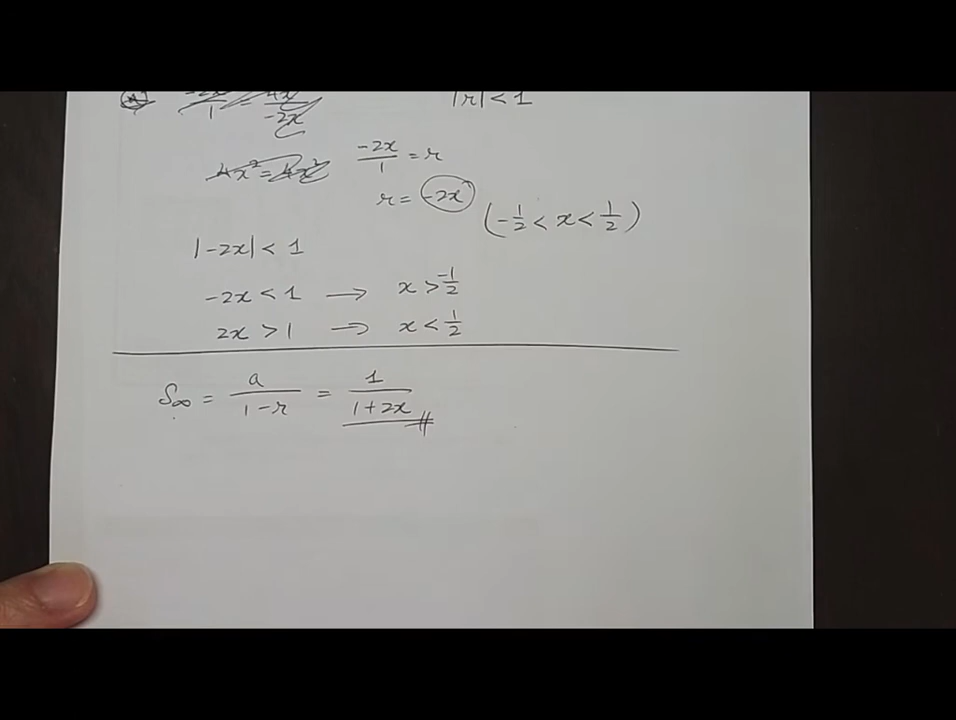 |r| < 1
-2x/1 = r
r = -2x
(-1/2 < x < 1/2)
|-2x| < 1
-2x < 1 → x > -1/2
2x > 1 → x < 1/2
S∞ = a/(1-r) = 1/(1+2x)